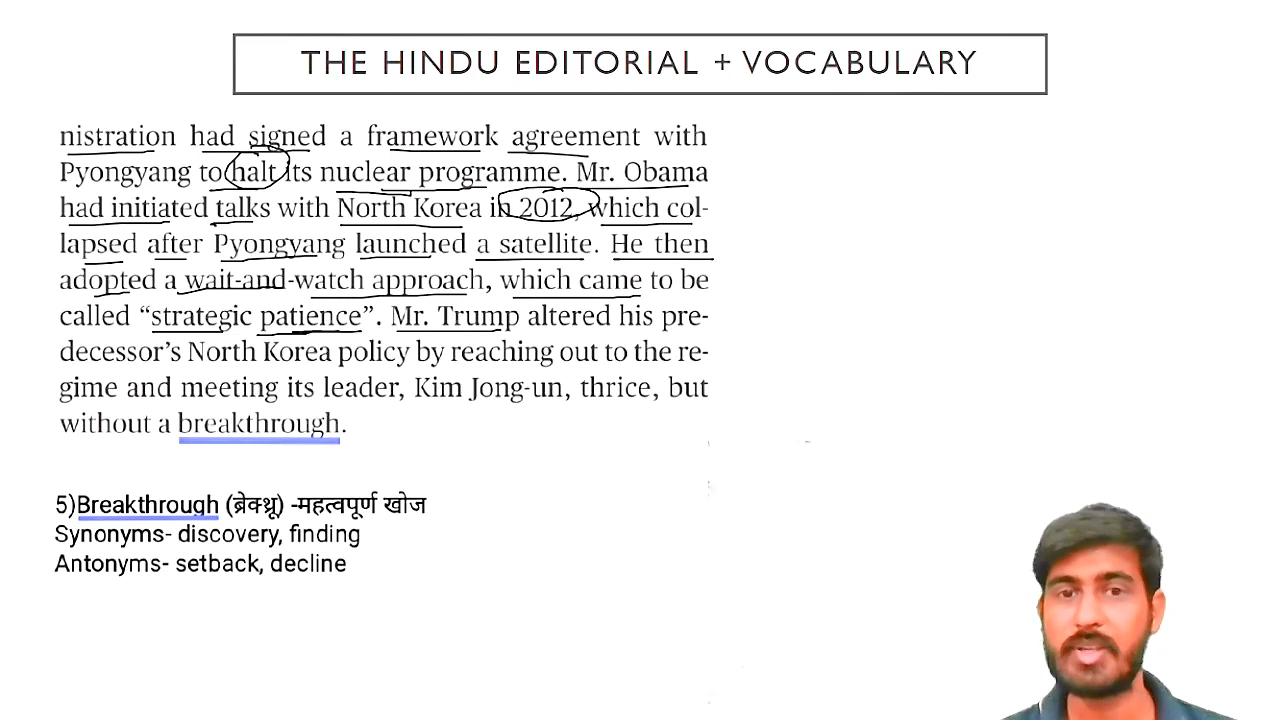 THE HINDU EDITORIAL + VOCABULARY
nistration had signed a framework agreement with
Pyongyang to halt its nuclear programme. Mr. Obama
had initiated talks with North Korea in 2012, which col-
lapsed after Pyongyang launched a satellite. He then
adopted a wait-and-watch approach, which came to be
called “strategic patience”. Mr. Trump altered his pre-
decessor’s North Korea policy by reaching out to the re-
gime and meeting its leader, Kim Jong-un, thrice, but
without a breakthrough.
5)Breakthrough (ब्रेक्थ्रू) -महत्वपूर्ण खोज
Synonyms- discovery, finding
Antonyms- setback, decline